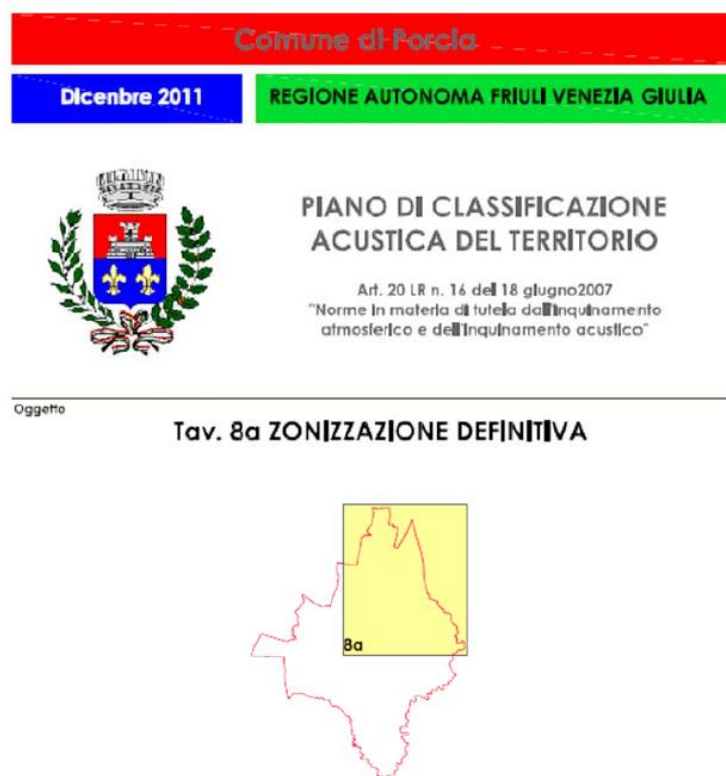 Comune di Porcia
Dicenbre 2011
REGIONE AUTONOMA FRIULI VENEZIA GIULIA
PIANO DI CLASSIFICAZIONE
ACUSTICA DEL TERRITORIO
Art. 20 LR n. 16 del 18 giugno2007
"Norme in materia di tutela dall'inquinamento
atmosferico e dell'inquinamento acustico"
Oggetto
Tav. 8a ZONIZZAZIONE DEFINITIVA
8a